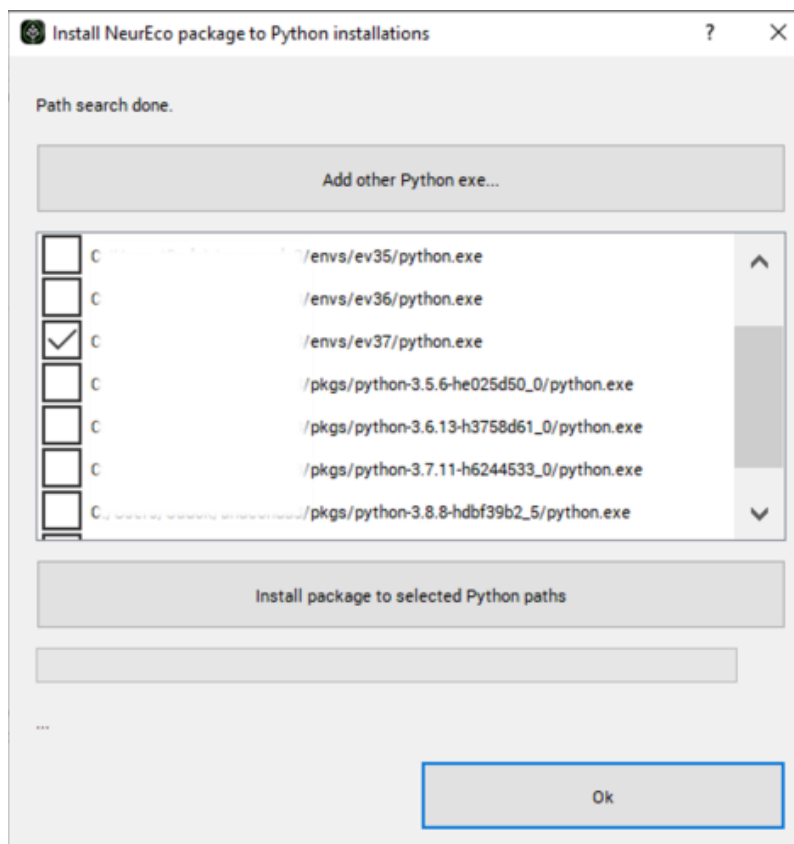 Install NeurEco package to Python installations ? ×
Path search done.
Add other Python exe...
C /envs/ev35/python.exe
C /envs/ev36/python.exe
C /envs/ev37/python.exe
C /pkgs/python-3.5.6-he025d50_0/python.exe
C /pkgs/python-3.6.13-h3758d61_0/python.exe
C /pkgs/python-3.7.11-h6244533_0/python.exe
C /pkgs/python-3.8.8-hdbf39b2_5/python.exe
Install package to selected Python paths
...
Ok